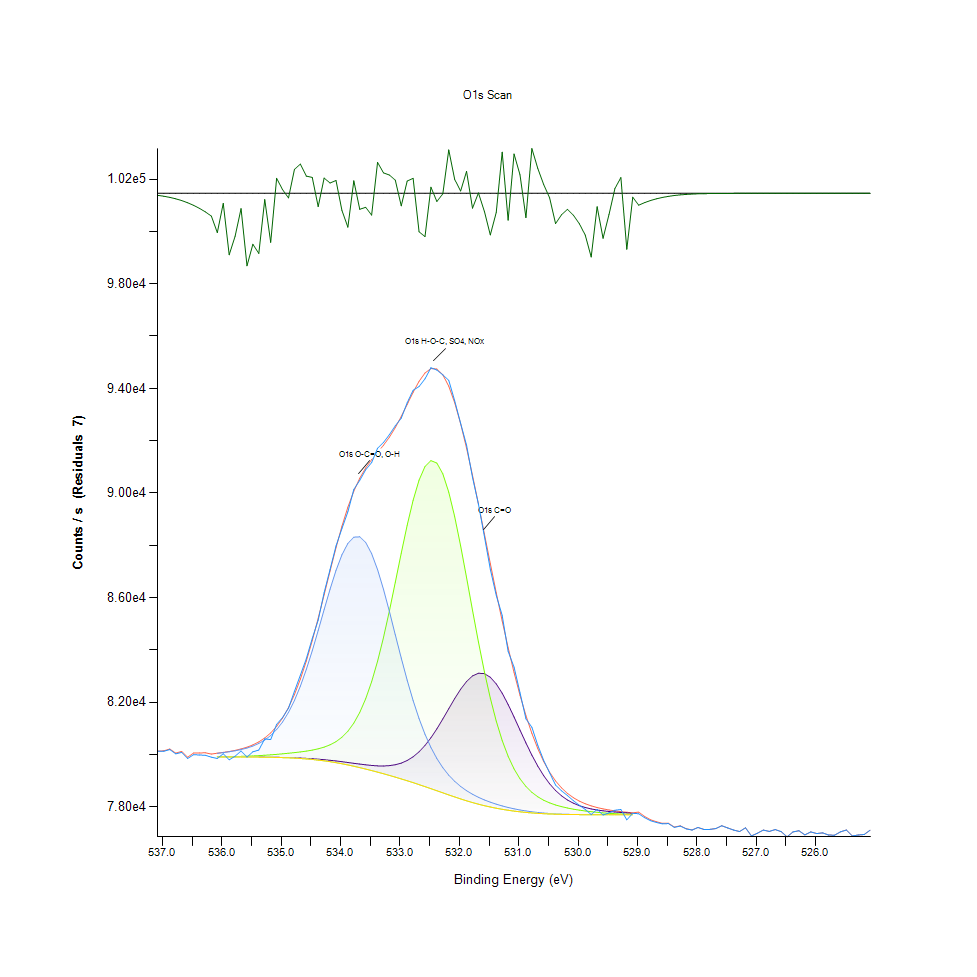 O1s Scan
1.02e5
9.80e4
O1s H-O-C, SO4, NOx
9.40e4
O1s O-C=O, O-H
9.00e4
O1s C=O
Counts / s (Residuals 7)
8.60e4
8.20e4
7.80e4
537.0 536.0 535.0 534.0 533.0 532.0 531.0 530.0 529.0 528.0 527.0 526.0
Binding Energy (eV)